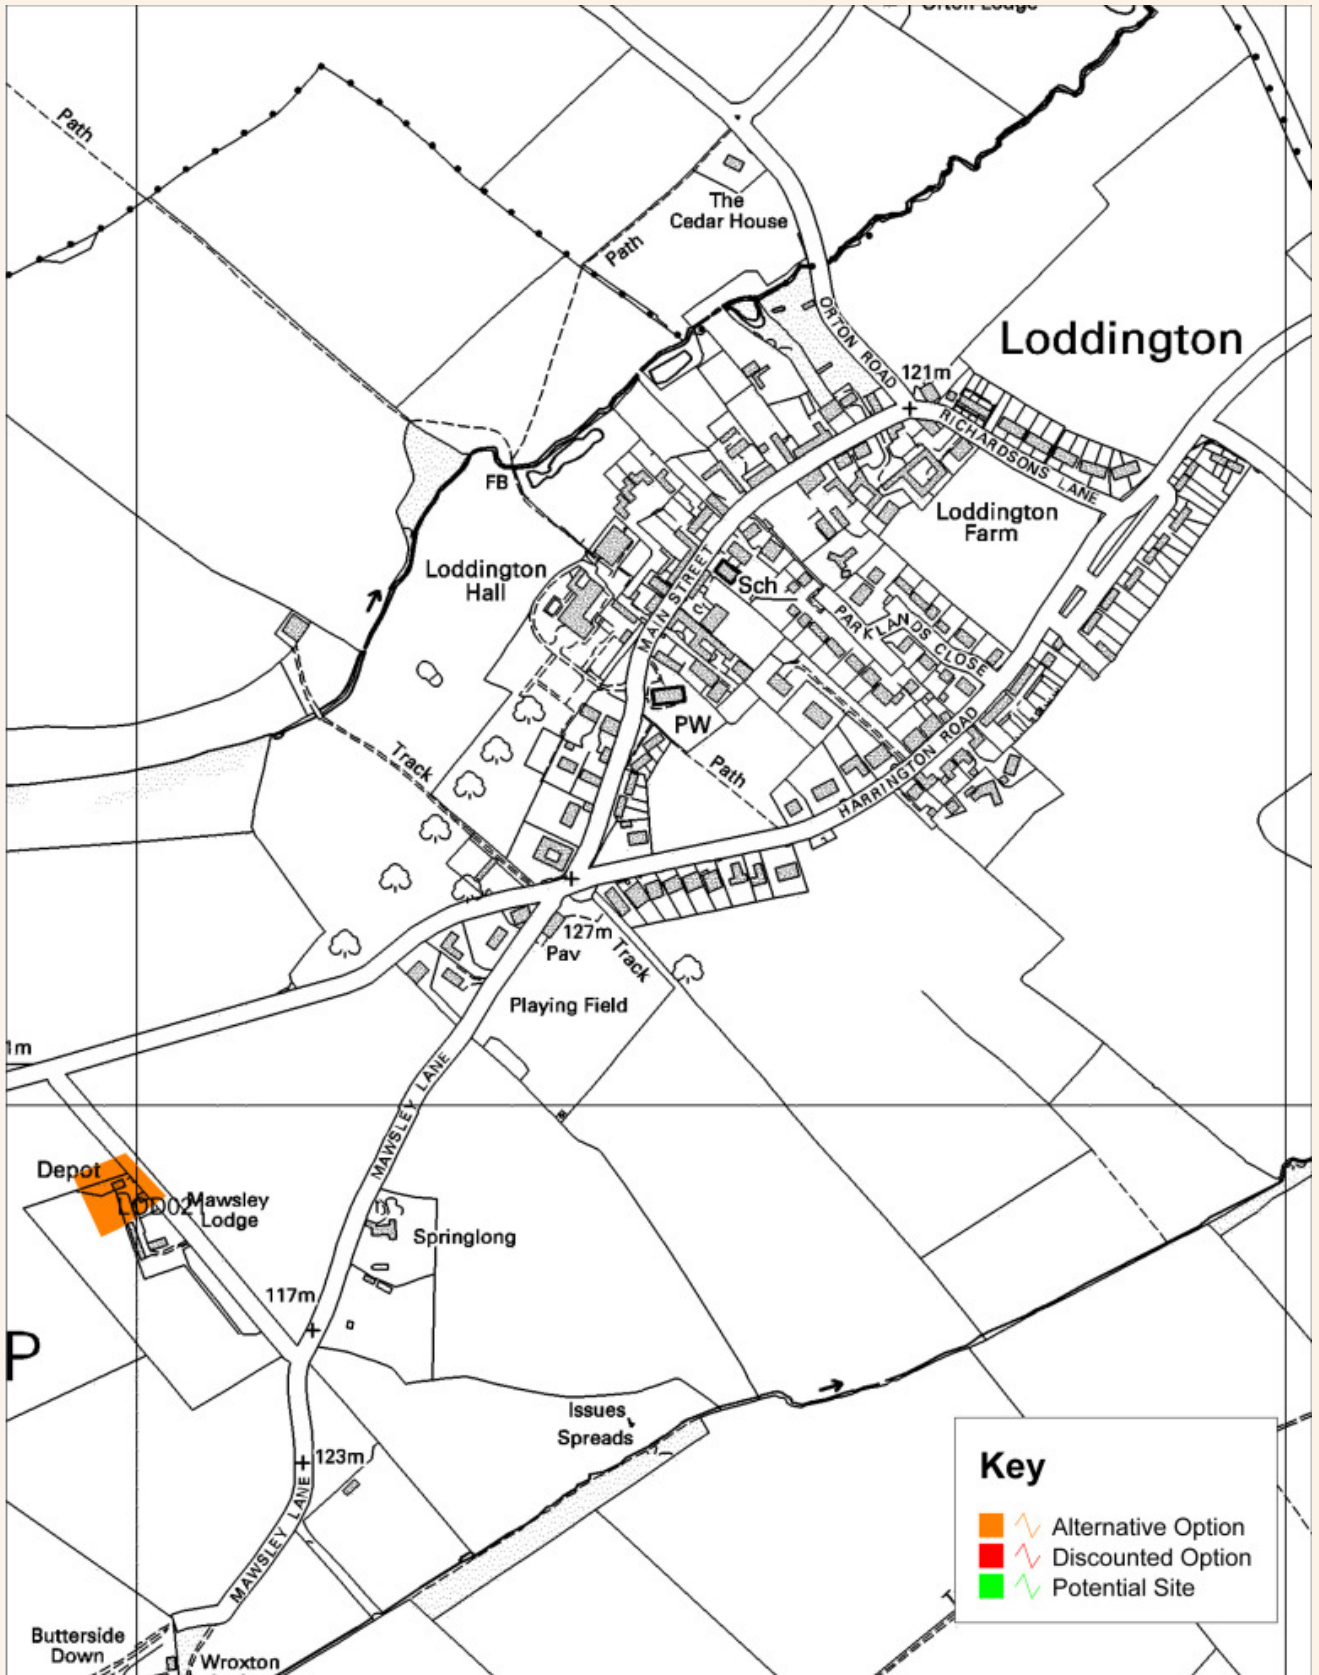 Orton Lodge
Path
The
Cedar House
Path
ORTON ROAD
Loddington
121m
RICHARDSONS LANE
FB
Loddington
Farm
Loddington
Hall
MAIN STREET
Sch
PARKLANDS CLOSE
PW
Track
Path
HARRINGTON ROAD
127m
Pav
Track
Playing Field
1m
MAWSLEY LANE
Depot
LOD02
Mawsley
Lodge
Springlong
117m
P
Issues
Spreads
123m
MAWSLEY LANE
Butterside
Down
Wroxton
Key
Alternative Option
Discounted Option
Potential Site